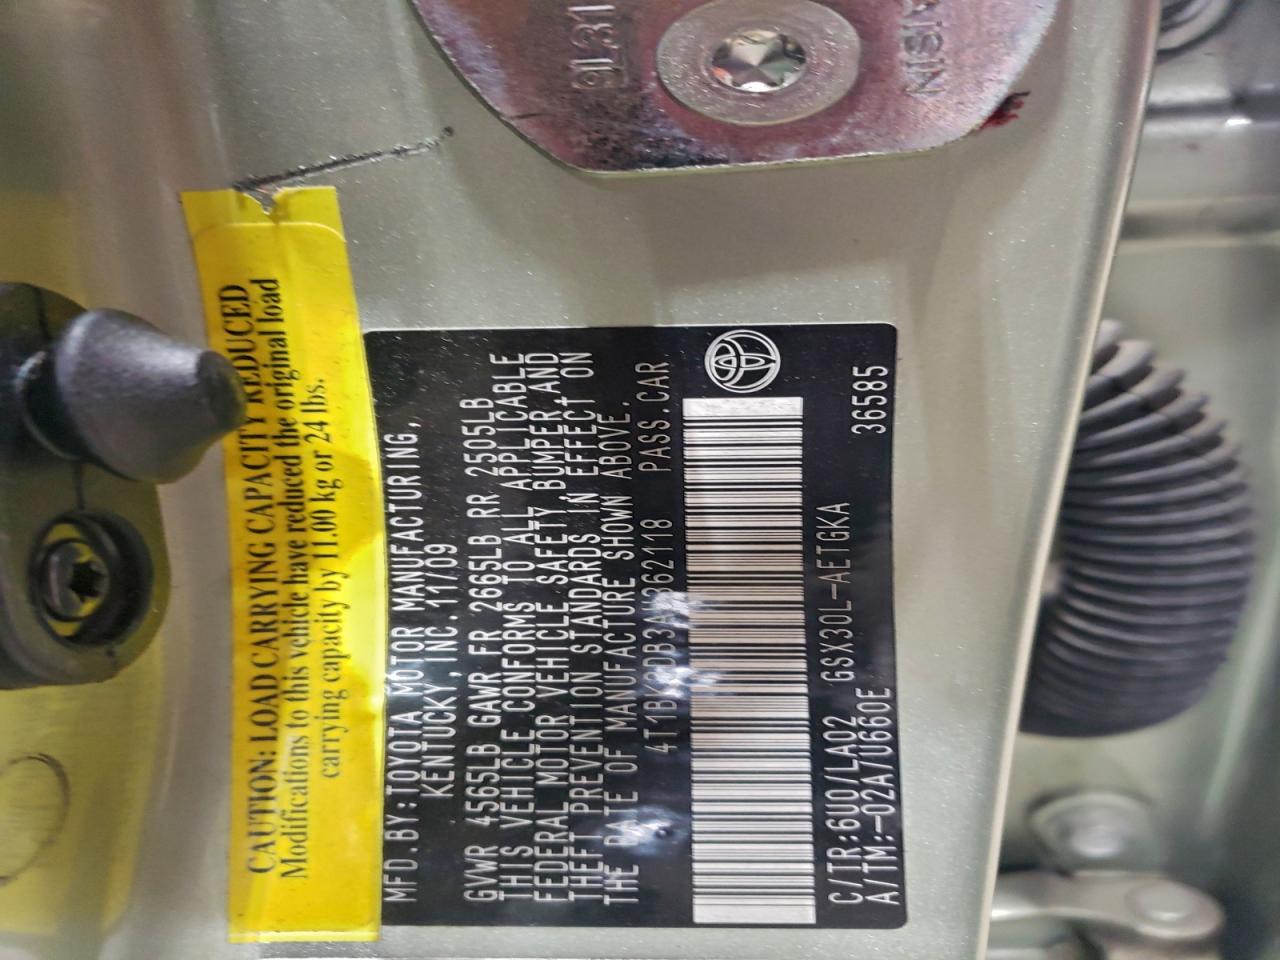 9L31
AISIN
CAUTION: LOAD CARRYING CAPACITY REDUCED
Modifications to this vehicle have reduced the original load
carrying capacity by 11.00 kg or 24 lbs.
MFD.BY:TOYOTA MOTOR MANUFACTURING,
KENTUCKY,INC.11/09
GVWR 4565LB GAWR FR 2665LB RR 2505LB
THIS VEHICLE CONFORMS TO ALL APPLICABLE
FEDERAL MOTOR VEHICLE SAFETY,BUMPER,AND
THEFT PREVENTION STANDARDS IN EFFECT ON
THE DATE OF MANUFACTURE SHOWN ABOVE.
4T1BK3DB3AU362118 PASS.CAR
C/TR:6U0/LA02 GSX30L-AETGKA 36585
A/TM:-02A/U660E